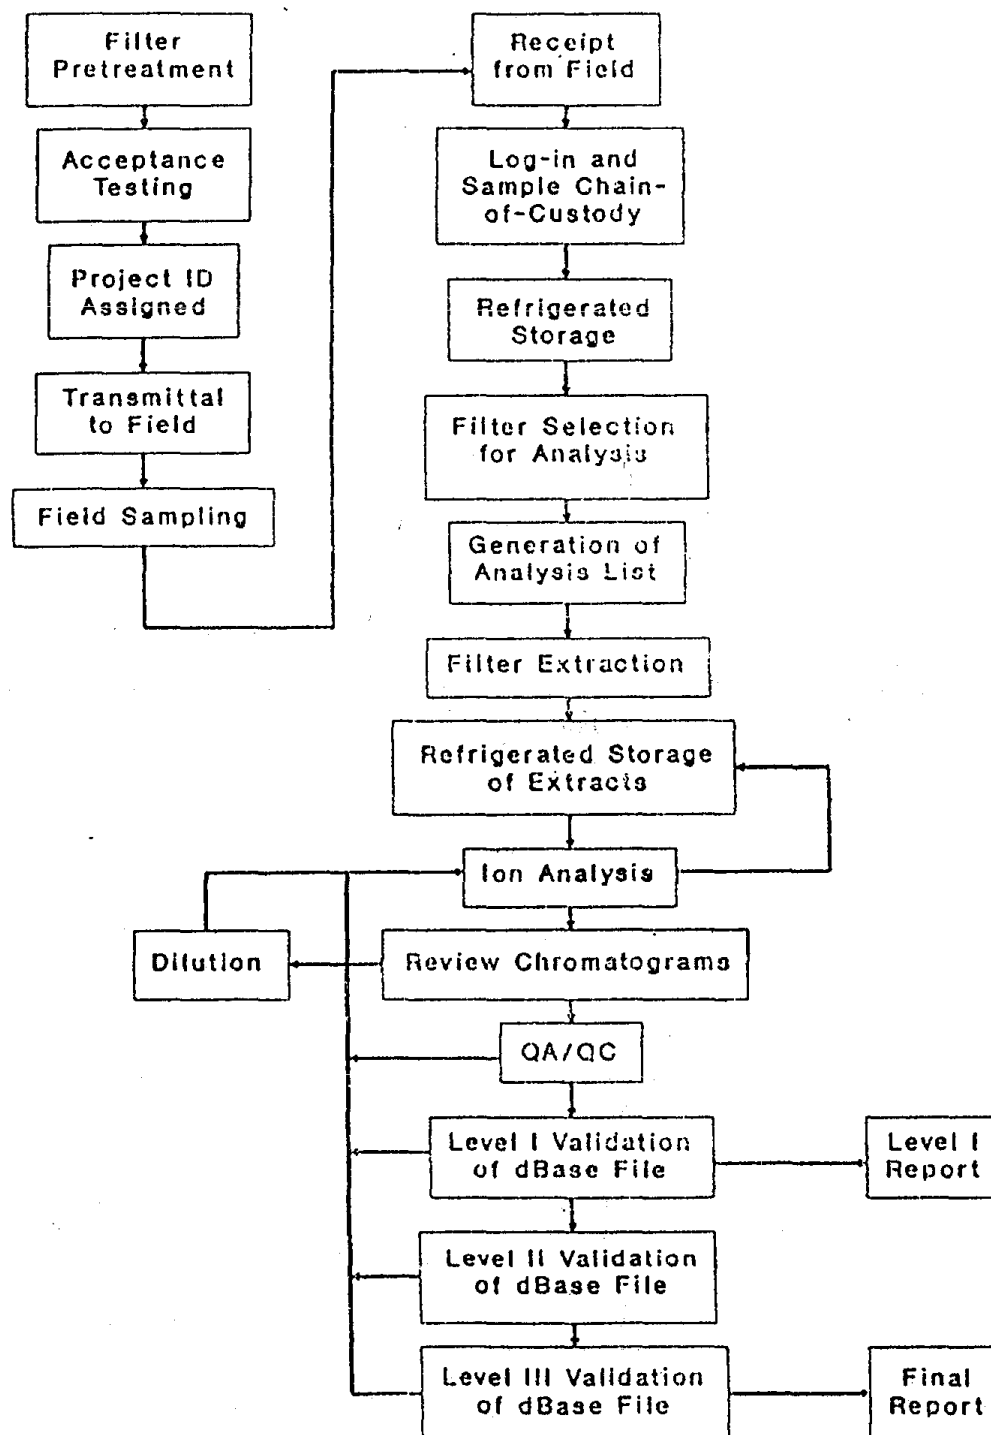 Filter
Pretreatment
Acceptance
Testing
Project ID
Assigned
Transmittal
to Field
Field Sampling
Receipt
from Field
Log-in and
Sample Chain-
of-Custody
Refrigerated
Storage
Filter Selection
for Analysis
Generation of
Analysis List
Filter Extraction
Refrigerated Storage
of Extracts
Ion Analysis
Dilution
Review Chromatograms
QA/QC
Level I Validation
of dBase File
Level I
Report
Level II Validation
of dBase File
Level III Validation
of dBase File
Final
Report